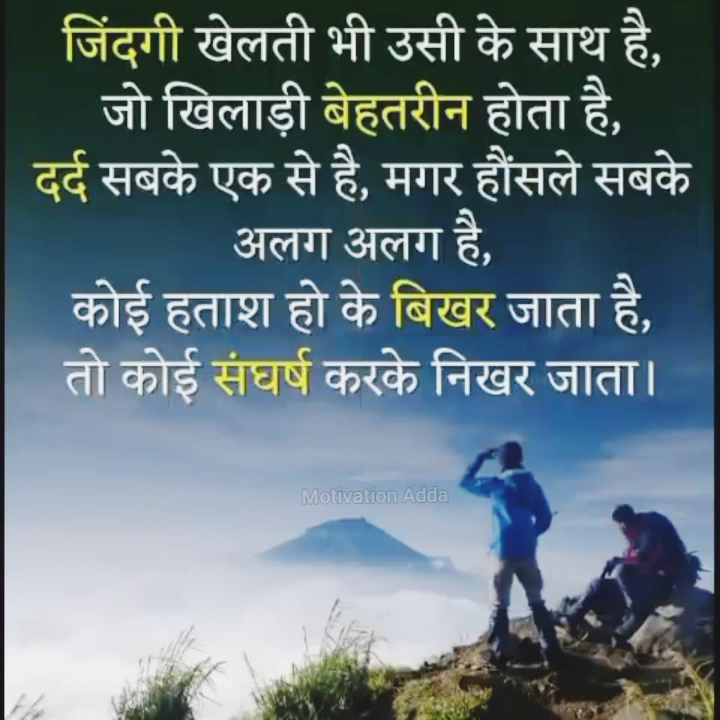 जिंदगी खेलती भी उसी के साथ है,
जो खिलाड़ी बेहतरीन होता है,
दर्द सबके एक से है, मगर हौंसले सबके
अलग अलग है,
कोई हताश हो के बिखर जाता है,
तो कोई संघर्ष करके निखर जाता।
Motivation Adda